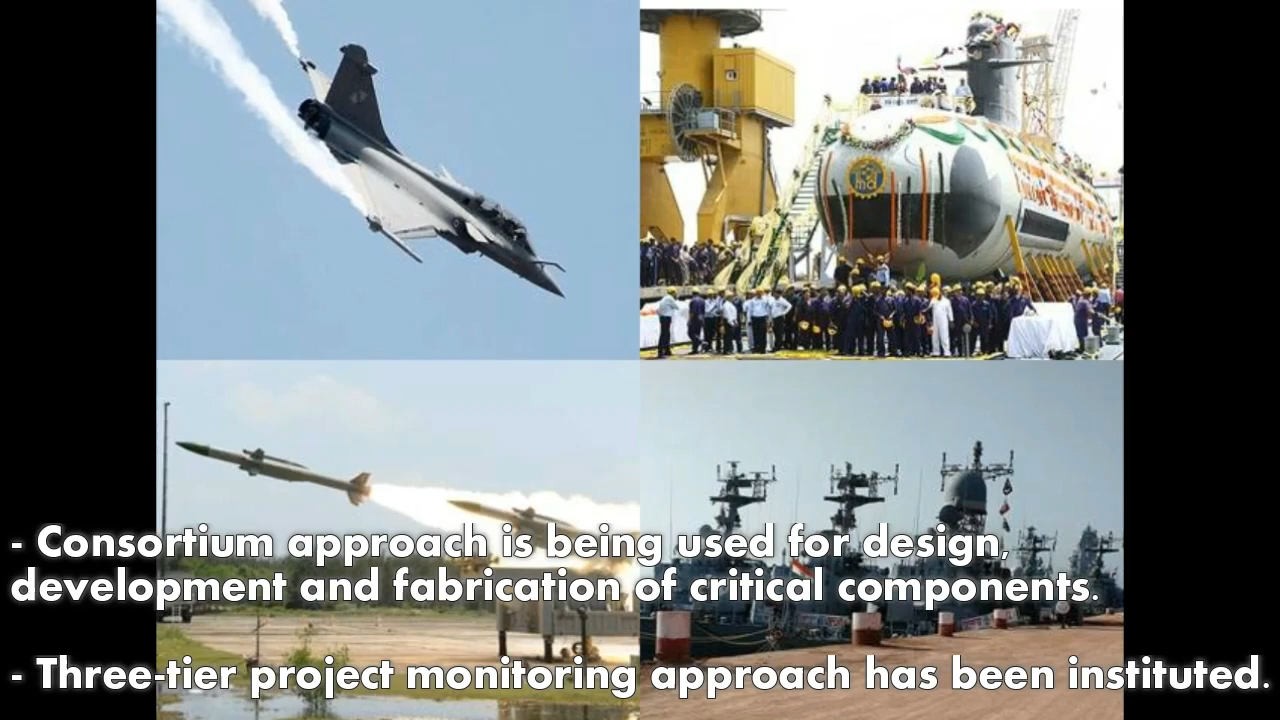 mdl
- Consortium approach is being used for design,
development and fabrication of critical components.
- Three-tier project monitoring approach has been instituted.